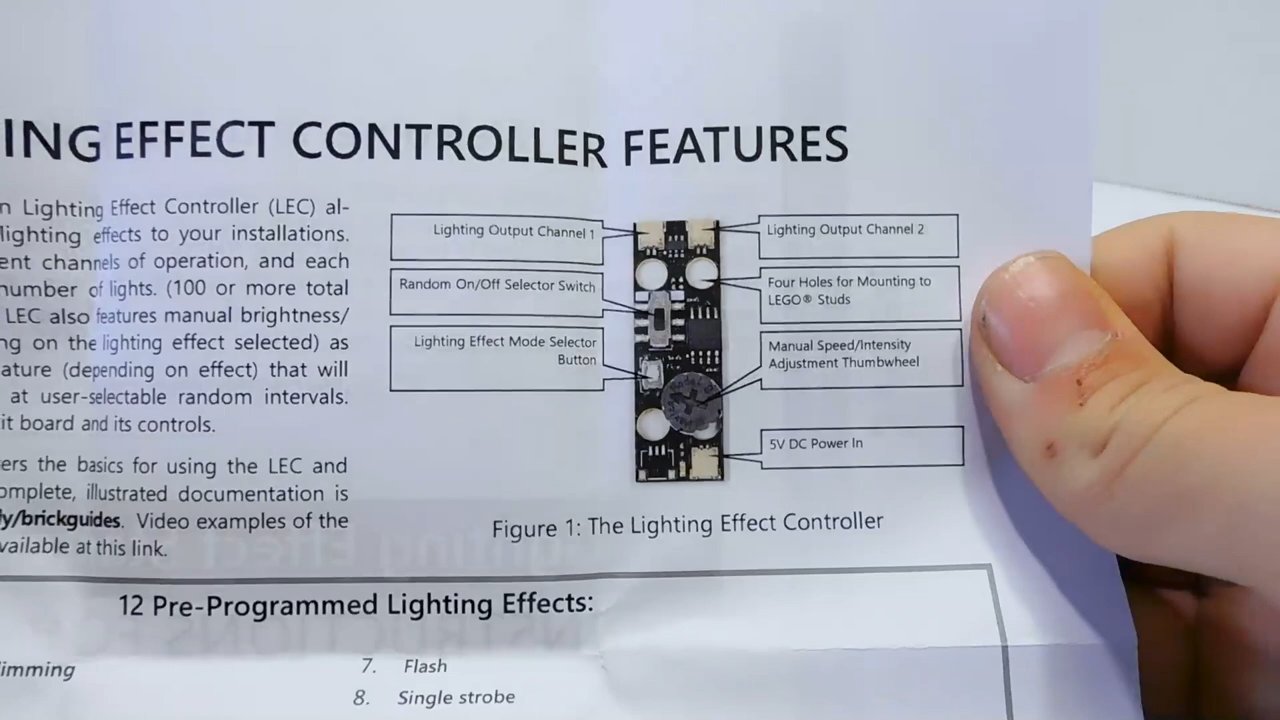 ING EFFECT CONTROLLER FEATURES
n Lighting Effect Controller (LEC) al-
lighting effects to your installations.
ent channels of operation, and each
number of lights. (100 or more total
LEC also features manual brightness/
ng on the lighting effect selected) as
ature (depending on effect) that will
at user-selectable random intervals.
it board and its controls.
ers the basics for using the LEC and
omplete, illustrated documentation is
y/brickguides. Video examples of the
vailable at this link.
Lighting Output Channel 1
Random On/Off Selector Switch
Lighting Effect Mode Selector
Button
Lighting Output Channel 2
Four Holes for Mounting to
LEGO® Studs
Manual Speed/Intensity
Adjustment Thumbwheel
5V DC Power In
Figure 1: The Lighting Effect Controller
12 Pre-Programmed Lighting Effects:
imming
7. Flash
8. Single strobe